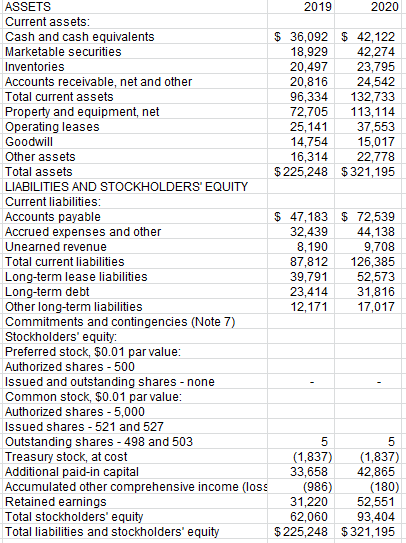 ASSETS 2019 2020
Current assets:
Cash and cash equivalents $ 36,092 $ 42,122
Marketable securities 18,929 42,274
Inventories 20,497 23,795
Accounts receivable, net and other 20,816 24,542
Total current assets 96,334 132,733
Property and equipment, net 72,705 113,114
Operating leases 25,141 37,553
Goodwill 14,754 15,017
Other assets 16,314 22,778
Total assets $225,248 $321,195
LIABILITIES AND STOCKHOLDERS' EQUITY
Current liabilities:
Accounts payable $ 47,183 $ 72,539
Accrued expenses and other 32,439 44,138
Unearned revenue 8,190 9,708
Total current liabilities 87,812 126,385
Long-term lease liabilities 39,791 52,573
Long-term debt 23,414 31,816
Other long-term liabilities 12,171 17,017
Commitments and contingencies (Note 7)
Stockholders' equity:
Preferred stock, $0.01 par value:
Authorized shares - 500
Issued and outstanding shares - none - -
Common stock, $0.01 par value:
Authorized shares - 5,000
Issued shares - 521 and 527
Outstanding shares - 498 and 503 5 5
Treasury stock, at cost (1,837) (1,837)
Additional paid-in capital 33,658 42,865
Accumulated other comprehensive income (loss (986) (180)
Retained earnings 31,220 52,551
Total stockholders' equity 62,060 93,404
Total liabilities and stockholders' equity $225,248 $321,195